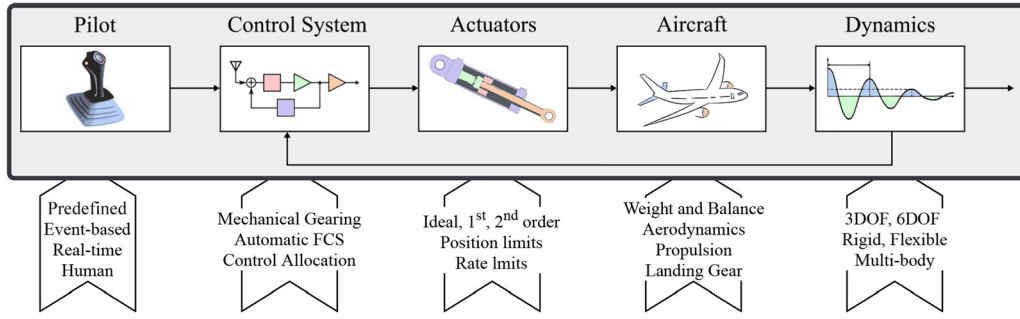 Pilot
Control System
Actuators
Aircraft
Dynamics
Predefined
Event-based
Real-time
Human
Mechanical Gearing
Automatic FCS
Control Allocation
Ideal, 1st, 2nd order
Position limits
Rate lmits
Weight and Balance
Aerodynamics
Propulsion
Landing Gear
3DOF, 6DOF
Rigid, Flexible
Multi-body